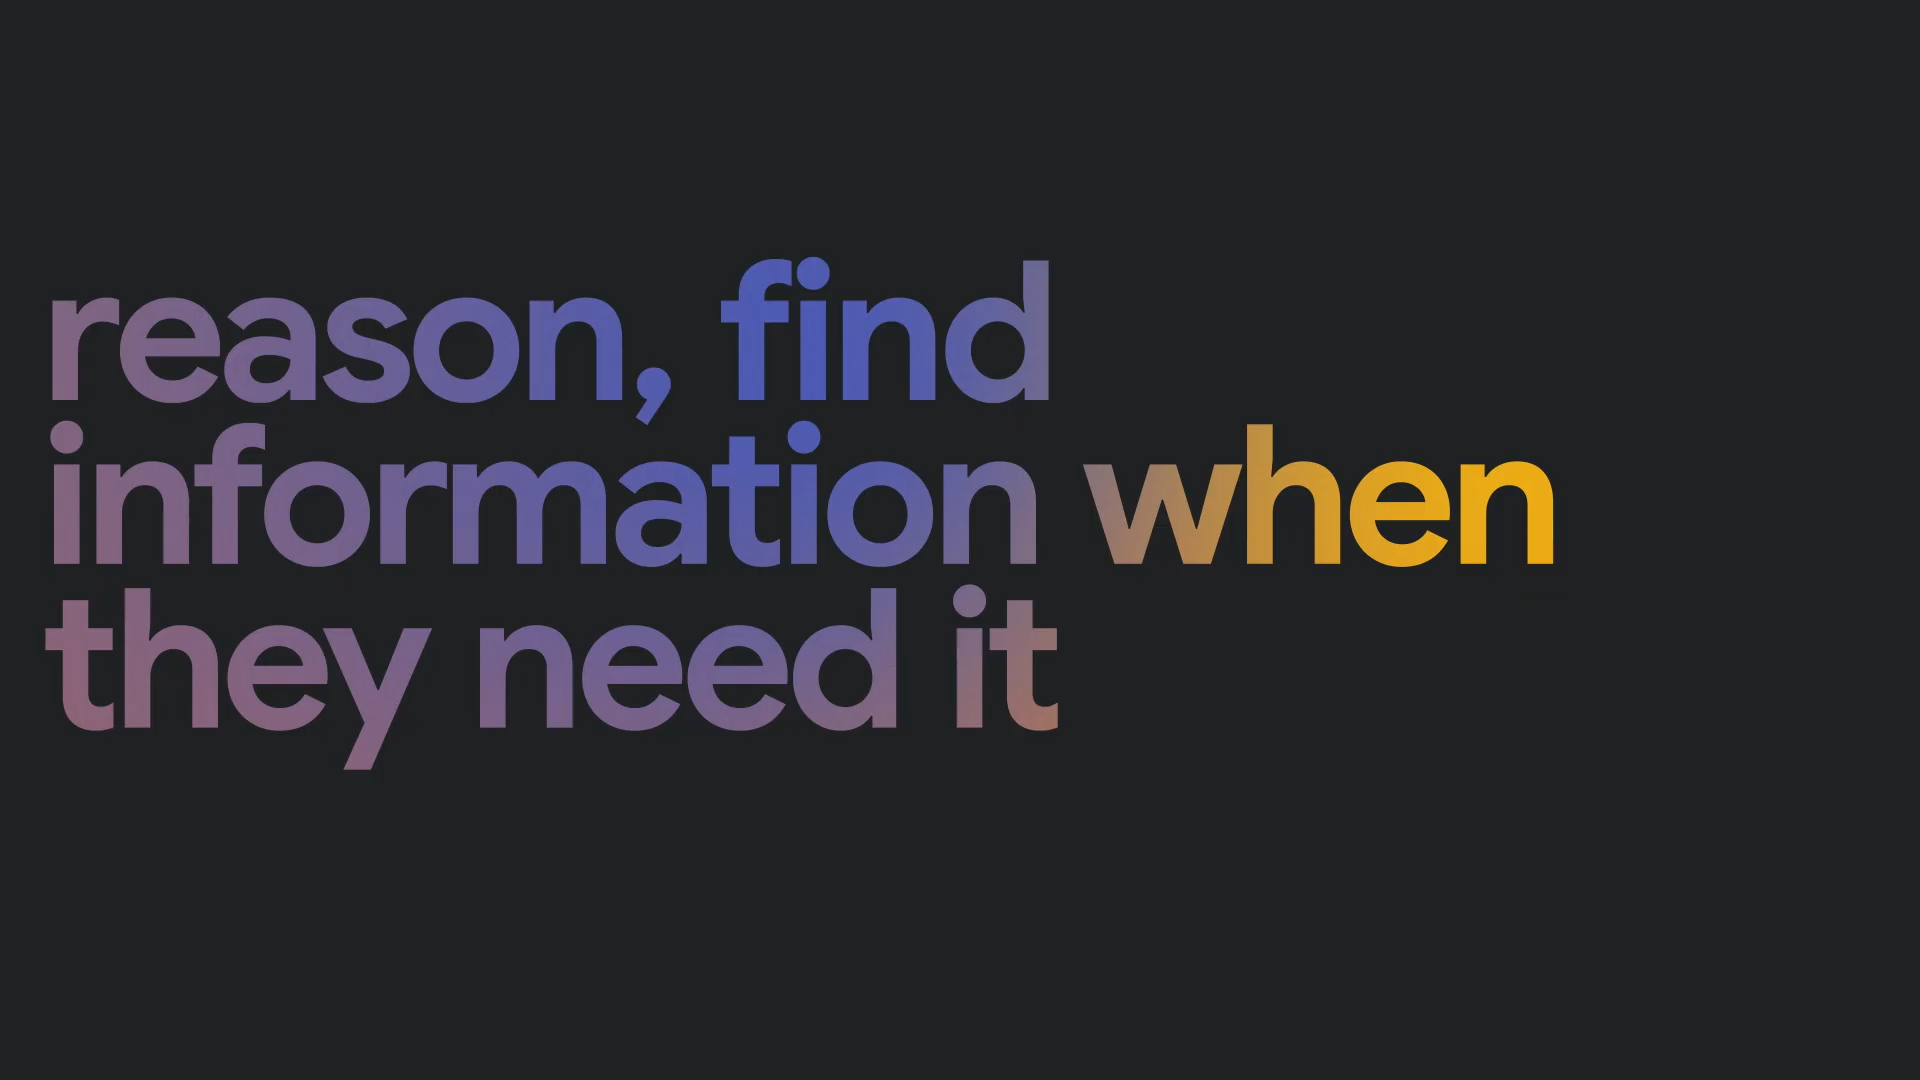 reason, find
information when
they need it